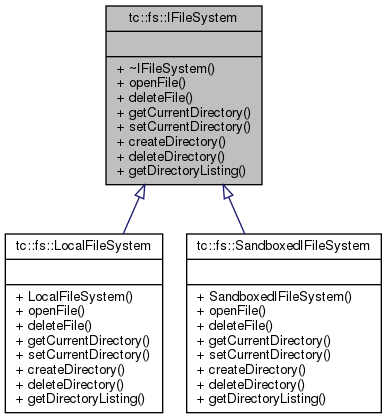 tc::fs::IFileSystem
+ ~IFileSystem()
+ openFile()
+ deleteFile()
+ getCurrentDirectory()
+ setCurrentDirectory()
+ createDirectory()
+ deleteDirectory()
+ getDirectoryListing()
tc::fs::LocalFileSystem
+ LocalFileSystem()
+ openFile()
+ deleteFile()
+ getCurrentDirectory()
+ setCurrentDirectory()
+ createDirectory()
+ deleteDirectory()
+ getDirectoryListing()
tc::fs::SandboxedIFileSystem
+ SandboxedIFileSystem()
+ openFile()
+ deleteFile()
+ getCurrentDirectory()
+ setCurrentDirectory()
+ createDirectory()
+ deleteDirectory()
+ getDirectoryListing()